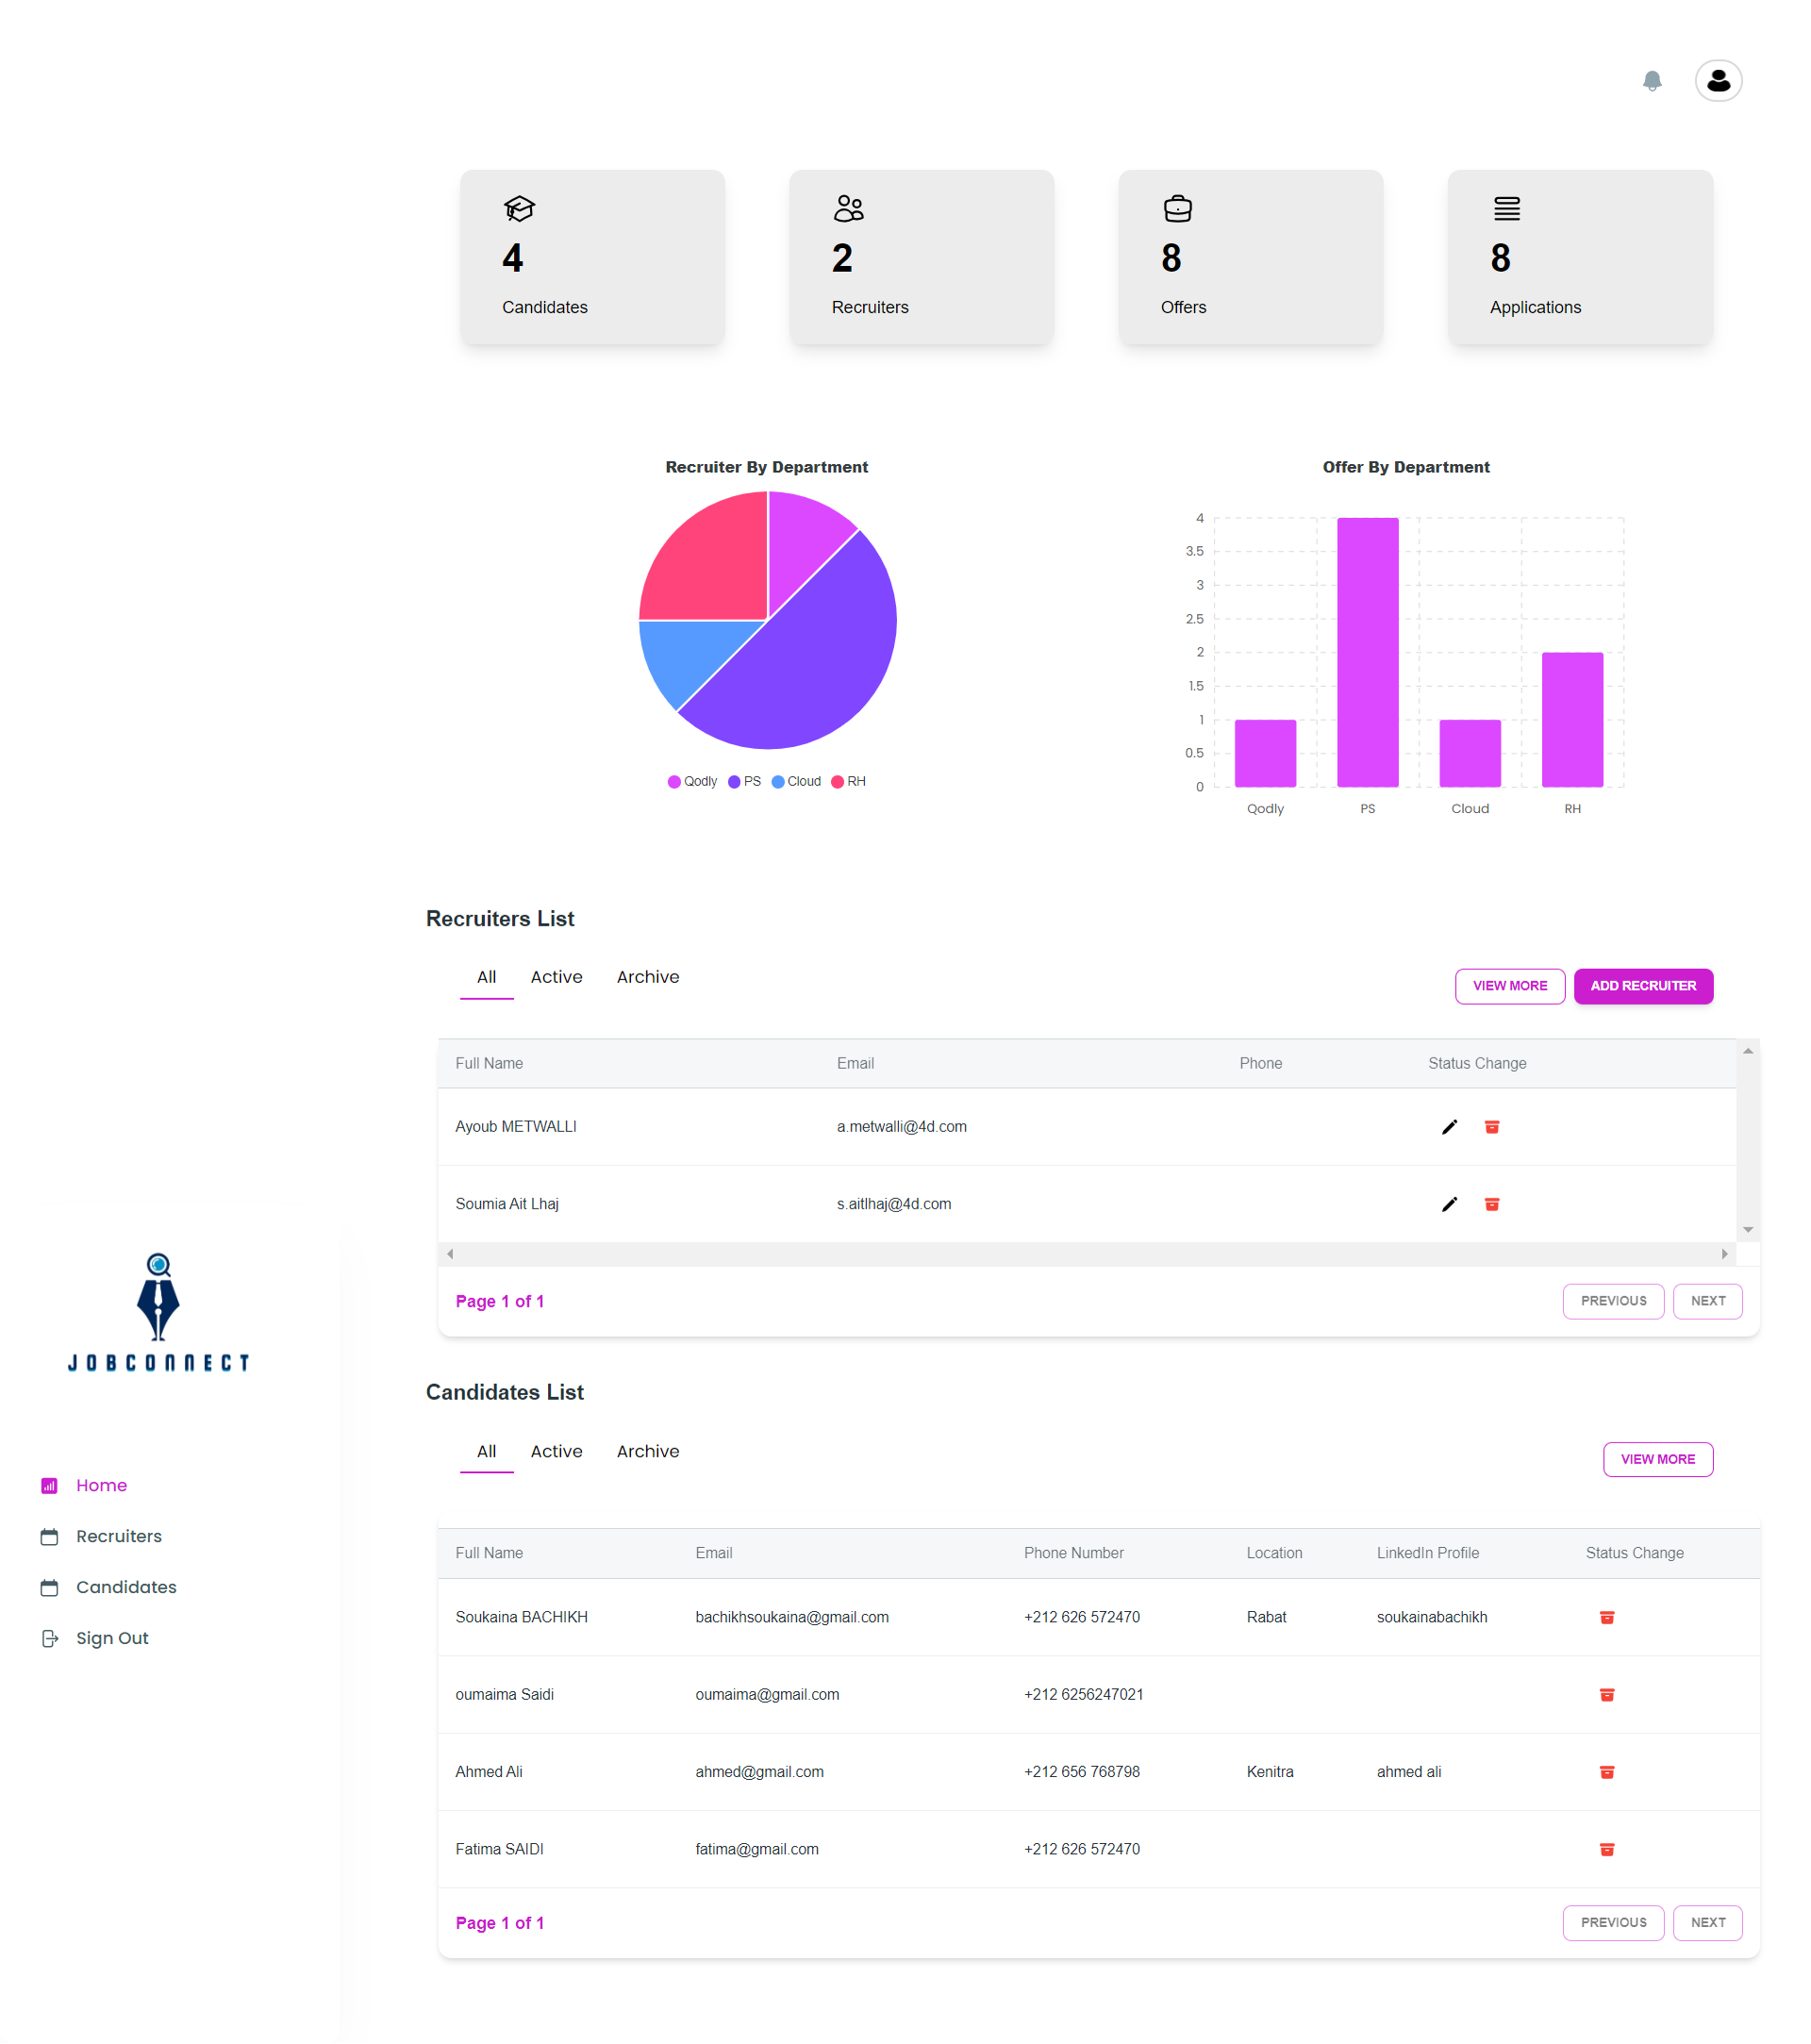 4
Candidates
2
Recruiters
8
Offers
8
Applications
Recruiter By Department
Qodly PS Cloud RH
Offer By Department
4
3.5
3
2.5
2
1.5
1
0.5
0
Qodly PS Cloud RH
Recruiters List
All Active Archive
VIEW MORE ADD RECRUITER
Full Name Email Phone Status Change
Ayoub METWALLI a.metwalli@4d.com
Soumia Ait Lhaj s.aitlhaj@4d.com
Page 1 of 1 PREVIOUS NEXT
JOBCONNECT
Home
Recruiters
Candidates
Sign Out
Candidates List
All Active Archive
VIEW MORE
Full Name Email Phone Number Location LinkedIn Profile Status Change
Soukaina BACHIKH bachikhsoukaina@gmail.com +212 626 572470 Rabat soukainabachikh
oumaima Saidi oumaima@gmail.com +212 6256247021
Ahmed Ali ahmed@gmail.com +212 656 768798 Kenitra ahmed ali
Fatima SAIDI fatima@gmail.com +212 626 572470
Page 1 of 1 PREVIOUS NEXT